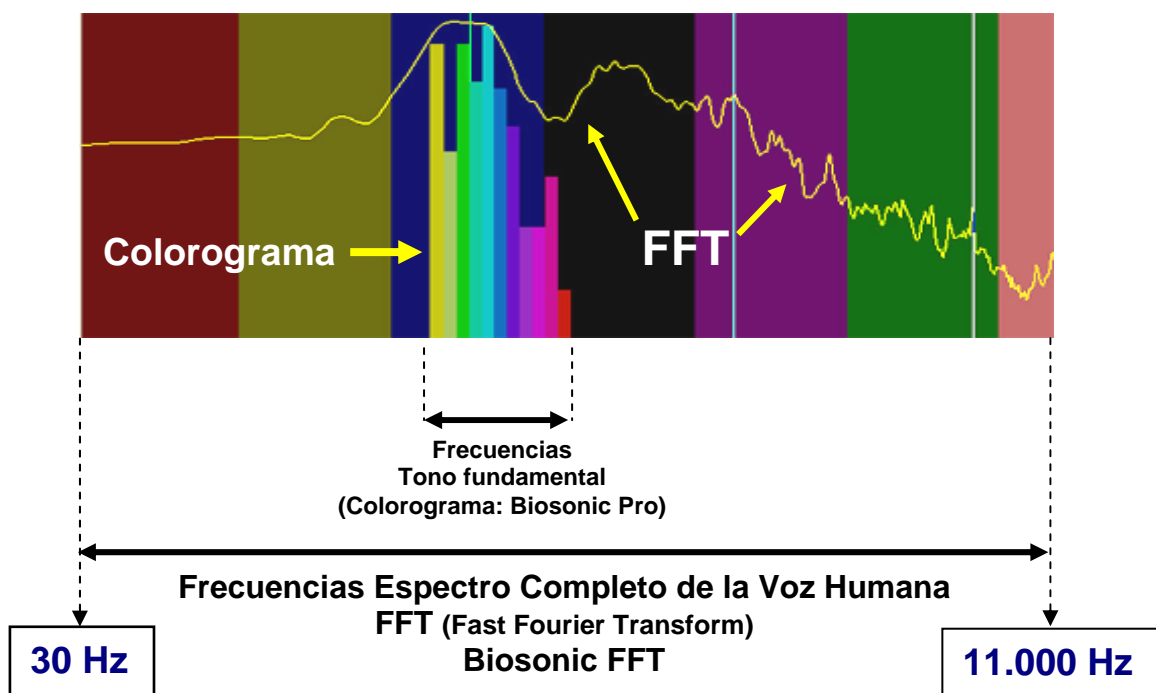 Colorograma
FFT
Frecuencias
Tono fundamental
(Colorograma: Biosonic Pro)
Frecuencias Espectro Completo de la Voz Humana
FFT (Fast Fourier Transform)
Biosonic FFT
30 Hz
11.000 Hz